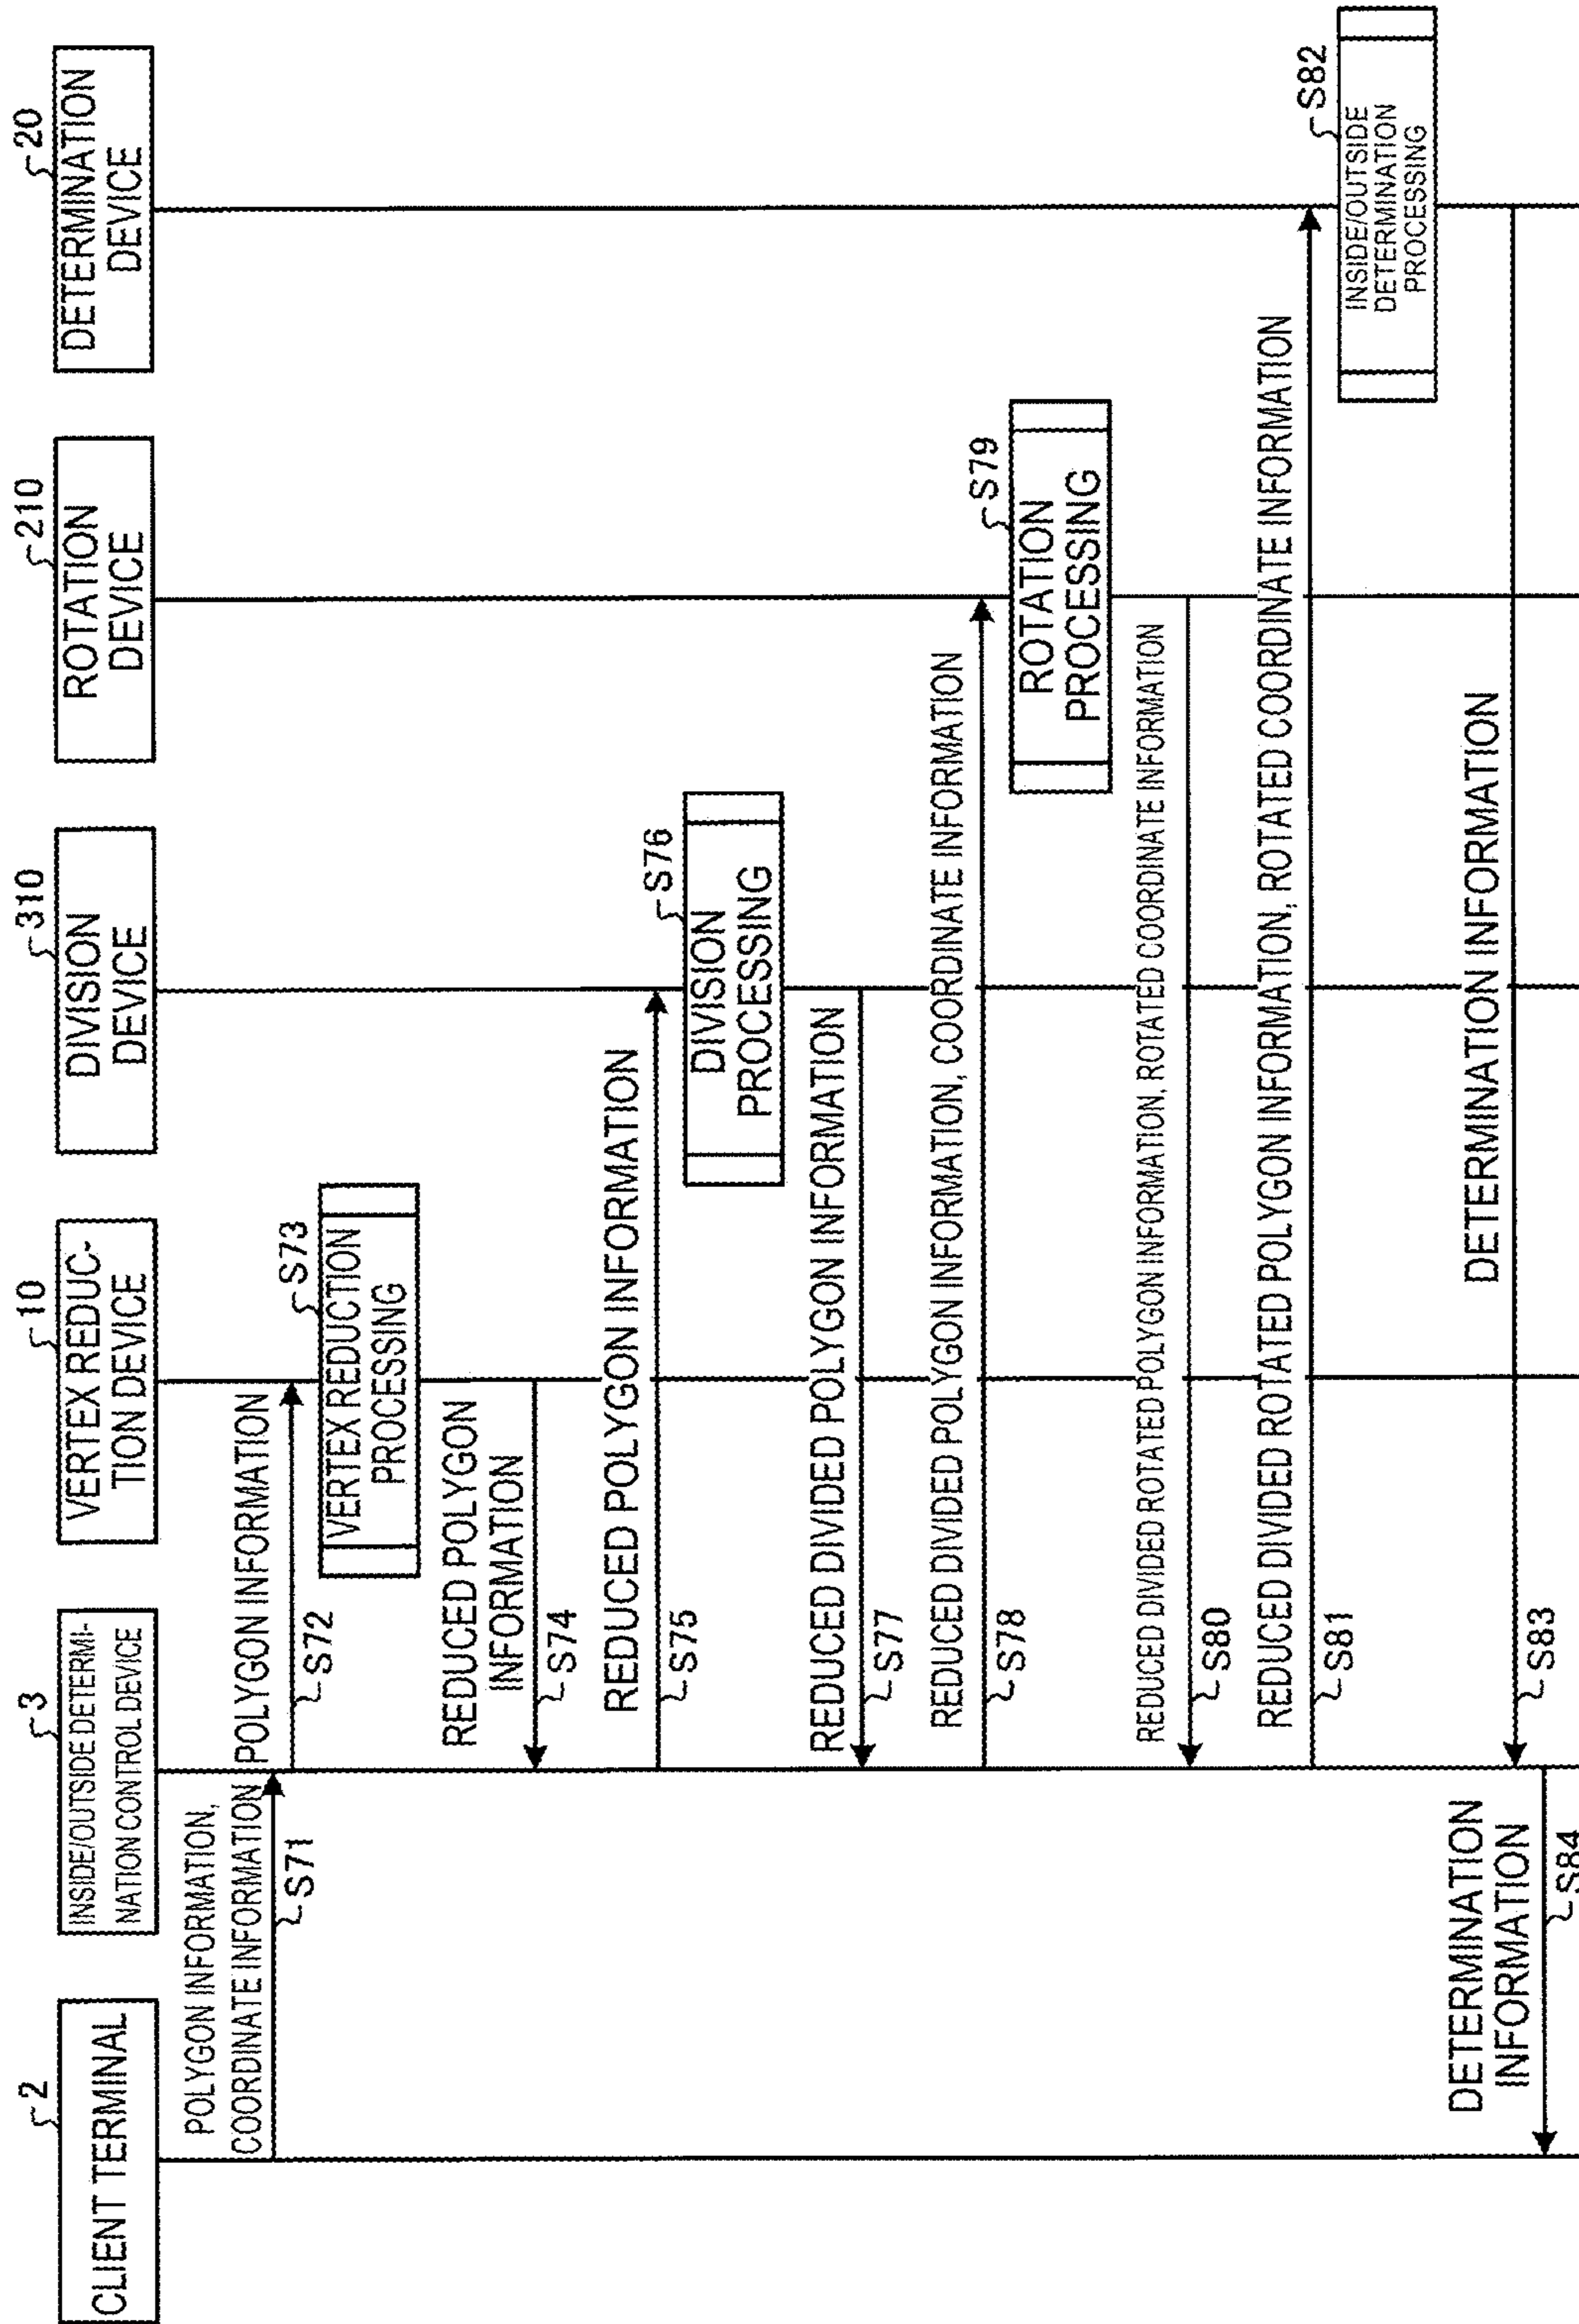 2
CLIENT TERMINAL
3
INSIDE/OUTSIDE DETERMI-
NATION CONTROL DEVICE
10
VERTEX REDUC-
TION DEVICE
310
DIVISION
DEVICE
210
ROTATION
DEVICE
20
DETERMINATION
DEVICE
POLYGON INFORMATION,
COORDINATE INFORMATION
S71
POLYGON INFORMATION
S72
S73
VERTEX REDUCTION
PROCESSING
REDUCED POLYGON
INFORMATION
S74
REDUCED POLYGON INFORMATION
S75
S76
DIVISION
PROCESSING
REDUCED DIVIDED POLYGON INFORMATION
S77
REDUCED DIVIDED POLYGON INFORMATION, COORDINATE INFORMATION
S78
S79
ROTATION
PROCESSING
REDUCED DIVIDED ROTATED POLYGON INFORMATION, ROTATED COORDINATE INFORMATION
S80
REDUCED DIVIDED ROTATED POLYGON INFORMATION, ROTATED COORDINATE INFORMATION
S81
S82
INSIDE/OUTSIDE
DETERMINATION
PROCESSING
DETERMINATION INFORMATION
S83
DETERMINATION
INFORMATION
S84